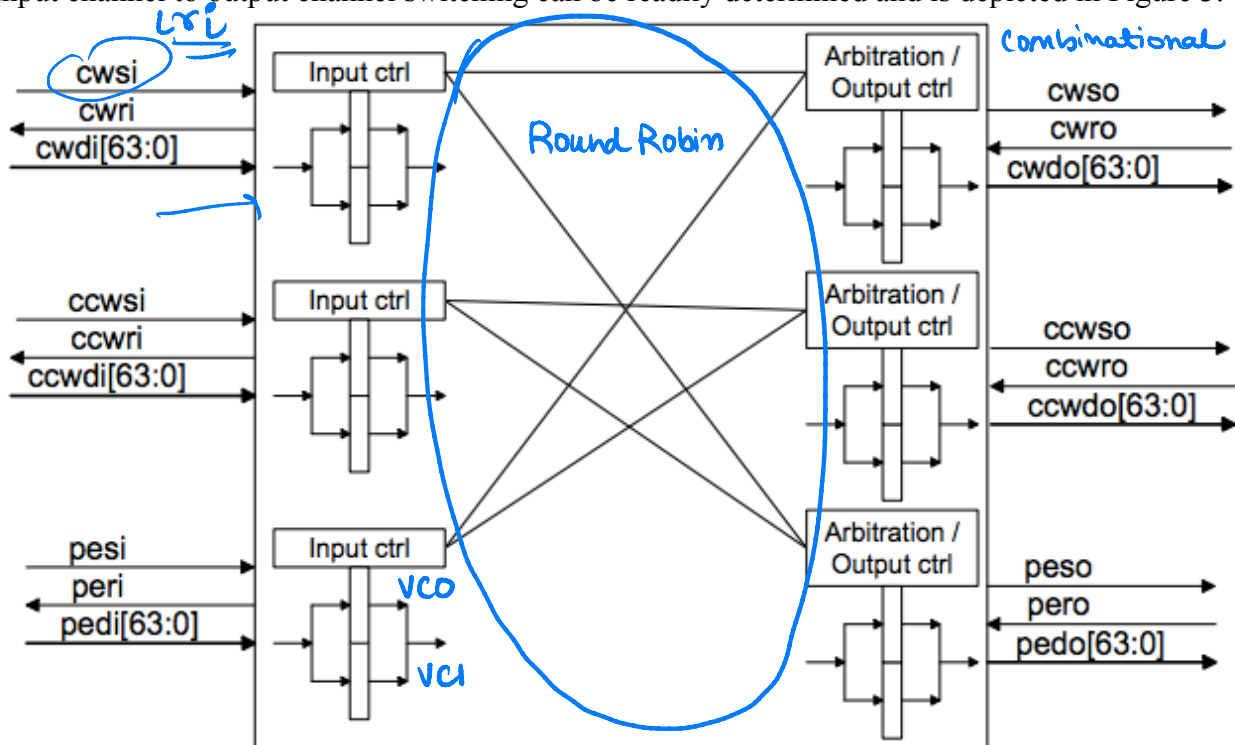 input channel to output channel switching can be readily determined and is depicted in Figure 3.
iri
combinational
cwsi
cwri
cwdi[63:0]
Input ctrl
Round Robin
Arbitration /
Output ctrl
cwso
cwro
cwdo[63:0]
ccwsi
ccwri
ccwdi[63:0]
Input ctrl
Arbitration /
Output ctrl
ccwso
ccwro
ccwdo[63:0]
pesi
peri
pedi[63:0]
Input ctrl
VC0
VC1
Arbitration /
Output ctrl
peso
pero
pedo[63:0]